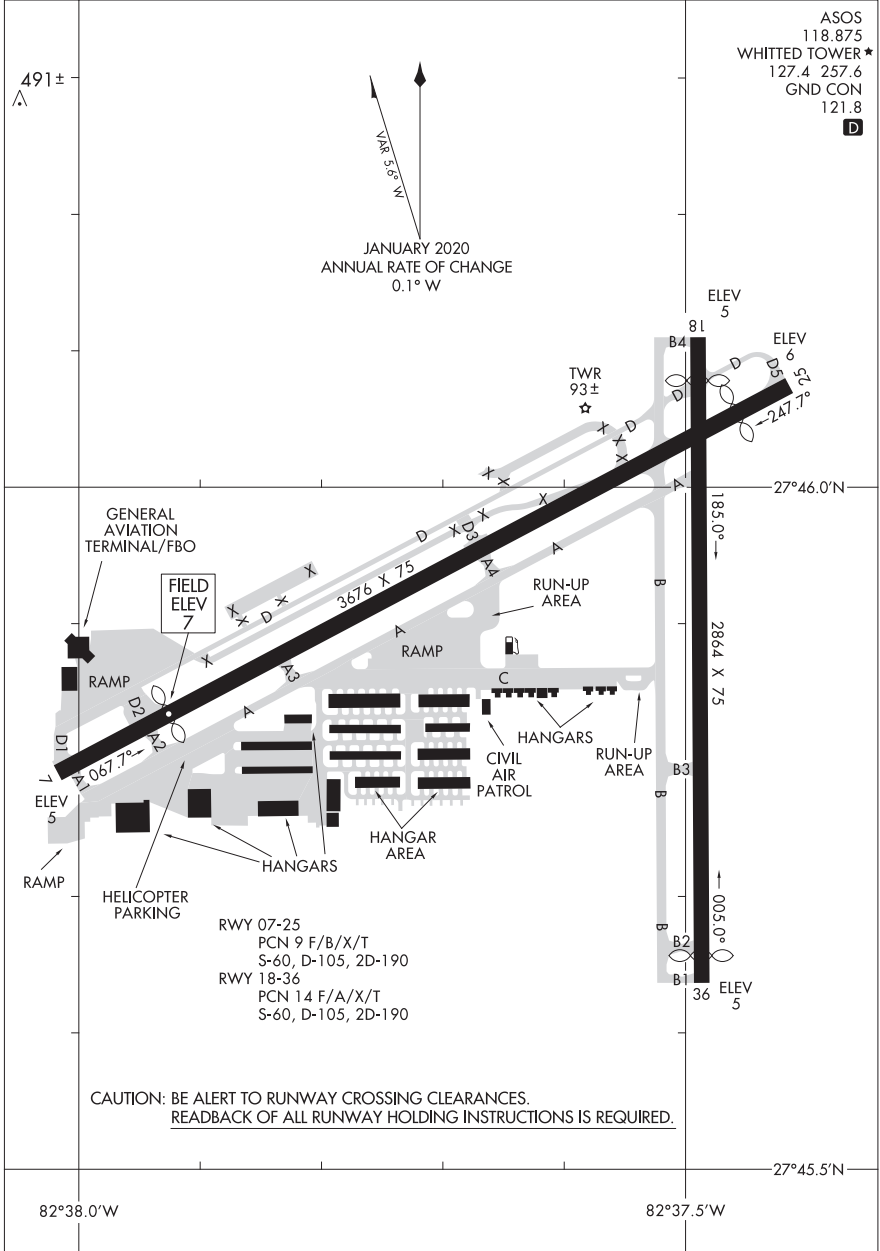 ASOS
118.875
WHITTED TOWER ★
127.4 257.6
GND CON
121.8
D
491±
VAR 5.6° W
JANUARY 2020
ANNUAL RATE OF CHANGE
0.1° W
ELEV
5
18
B4
ELEV
6
D
D5
25
TWR
93±
D
247.7°
X
D
X
X
A
X
X
27°46.0'N
185.0°
GENERAL
AVIATION
TERMINAL/FBO
X
X
X
D3
D
A
A4
X
FIELD
ELEV
7
3676 X 75
RUN-UP
AREA
B
X
X
X
D
A
RAMP
2864 X 75
X
RAMP
A3
C
D2
A
HANGARS
RUN-UP
AREA
D1
A2
067.7°
CIVIL
AIR
PATROL
B3
7
A1
ELEV
5
B
HANGAR
AREA
HANGARS
RAMP
HELICOPTER
PARKING
005.0°
RWY 07-25
PCN 9 F/B/X/T
S-60, D-105, 2D-190
RWY 18-36
PCN 14 F/A/X/T
S-60, D-105, 2D-190
B
B2
B1
36
ELEV
5
CAUTION: BE ALERT TO RUNWAY CROSSING CLEARANCES.
READBACK OF ALL RUNWAY HOLDING INSTRUCTIONS IS REQUIRED.
27°45.5'N
82°38.0'W
82°37.5'W